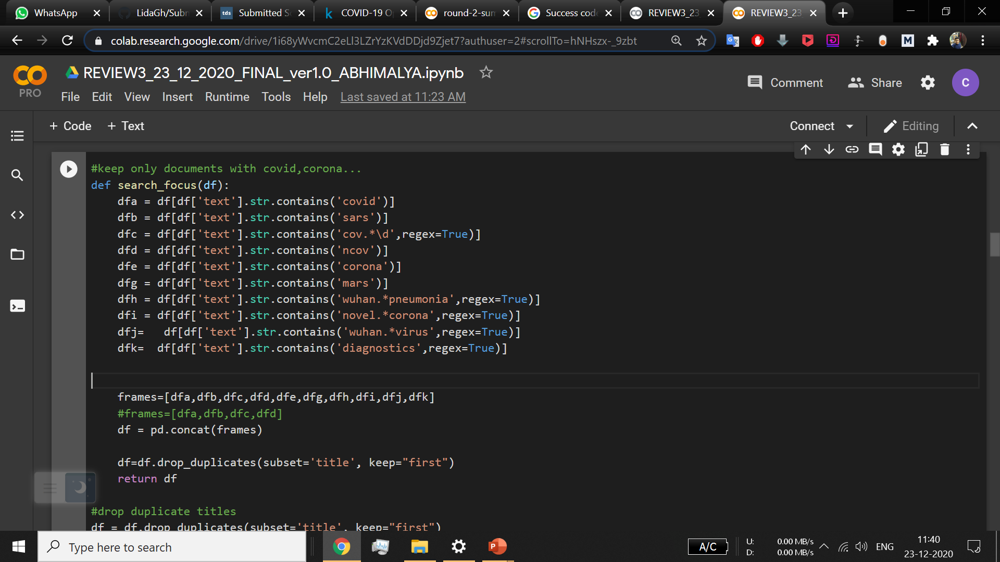 WhatsApp
LidaGh/Subm
tds Submitted S
k COVID-19 O
round-2-sum
Success code
REVIEW3_23
REVIEW3_23
colab.research.google.com/drive/1i68yWvcmC2eLl3LZrYzKVdDDjd9Zjet7?authuser=2#scrollTo=hNHszx-_9zbt
M
PRO
REVIEW3_23_12_2020_FINAL_ver1.0_ABHIMALYA.ipynb
File Edit View Insert Runtime Tools Help Last saved at 11:23 AM
Comment
Share
C
+ Code + Text
Connect
Editing
#keep only documents with covid,corona...
def search_focus(df):
    dfa = df[df['text'].str.contains('covid')]
    dfb = df[df['text'].str.contains('sars')]
    dfc = df[df['text'].str.contains('cov.*\d',regex=True)]
    dfd = df[df['text'].str.contains('ncov')]
    dfe = df[df['text'].str.contains('corona')]
    dfg = df[df['text'].str.contains('mars')]
    dfh = df[df['text'].str.contains('wuhan.*pneumonia',regex=True)]
    dfi = df[df['text'].str.contains('novel.*corona',regex=True)]
    dfj=   df[df['text'].str.contains('wuhan.*virus',regex=True)]
    dfk=  df[df['text'].str.contains('diagnostics',regex=True)]
    frames=[dfa,dfb,dfc,dfd,dfe,dfg,dfh,dfi,dfj,dfk]
    #frames=[dfa,dfb,dfc,dfd]
    df = pd.concat(frames)
    df=df.drop_duplicates(subset='title', keep="first")
    return df
#drop duplicate titles
df = df.drop_duplicates(subset='title', keep="first")
Type here to search
A/C
U: 0.00 MB/s
D: 0.00 MB/s
ENG
11:40
23-12-2020